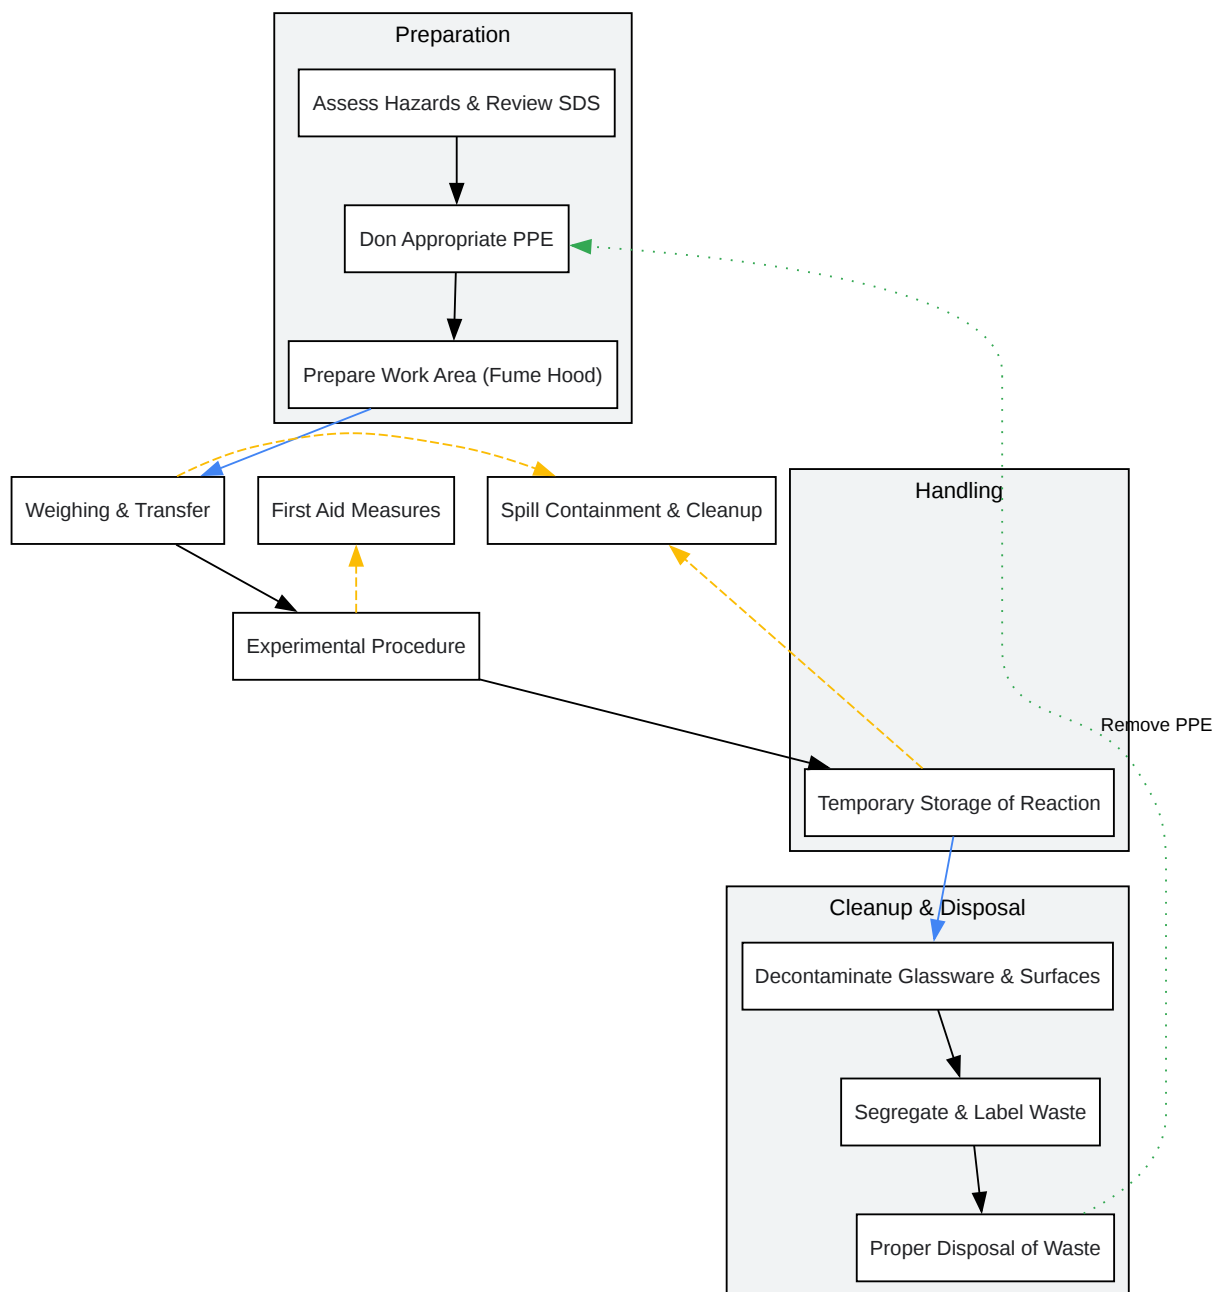 Preparation
Assess Hazards & Review SDS
Don Appropriate PPE
Prepare Work Area (Fume Hood)
Weighing & Transfer
First Aid Measures
Spill Containment & Cleanup
Handling
Experimental Procedure
Remove PPE
Temporary Storage of Reaction
Cleanup & Disposal
Decontaminate Glassware & Surfaces
Segregate & Label Waste
Proper Disposal of Waste